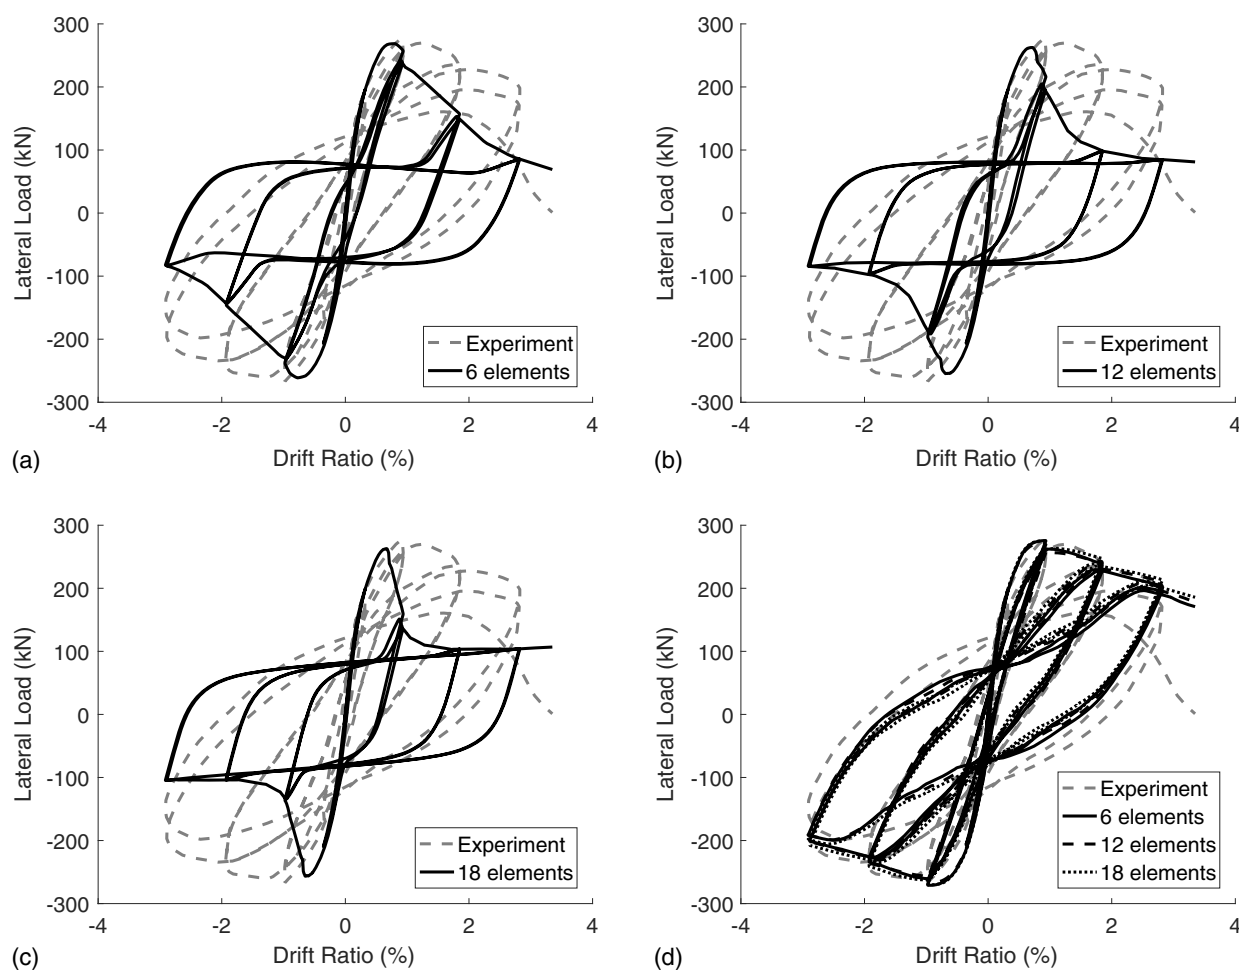 300
200
100
0
-100
-200
-300
-4
-2
0
2
4
Lateral Load (kN)
Drift Ratio (%)
Experiment
6 elements
(a)
300
200
100
0
-100
-200
-300
-4
-2
0
2
4
Lateral Load (kN)
Drift Ratio (%)
Experiment
12 elements
(b)
300
200
100
0
-100
-200
-300
-4
-2
0
2
4
Lateral Load (kN)
Drift Ratio (%)
Experiment
18 elements
(c)
300
200
100
0
-100
-200
-300
-4
-2
0
2
4
Lateral Load (kN)
Drift Ratio (%)
Experiment
6 elements
12 elements
18 elements
(d)